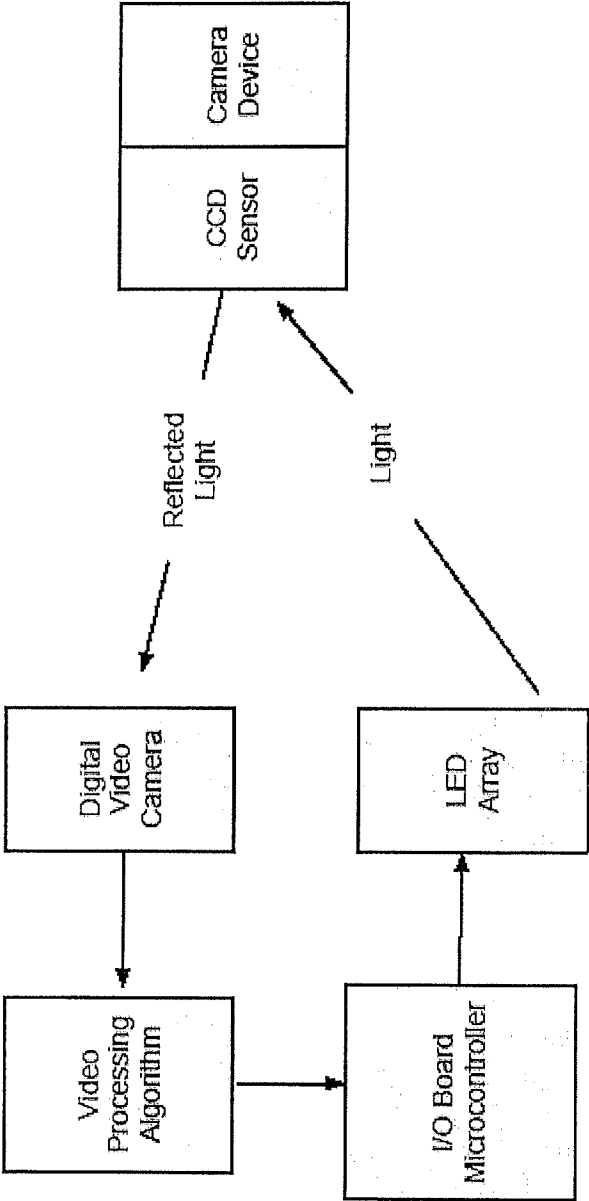 Video
Processing
Algorithm
Digital
Video
Camera
Reflected
Light
CCD
Sensor
Camera
Device
I/O Board
Microcontroller
LED
Array
Light